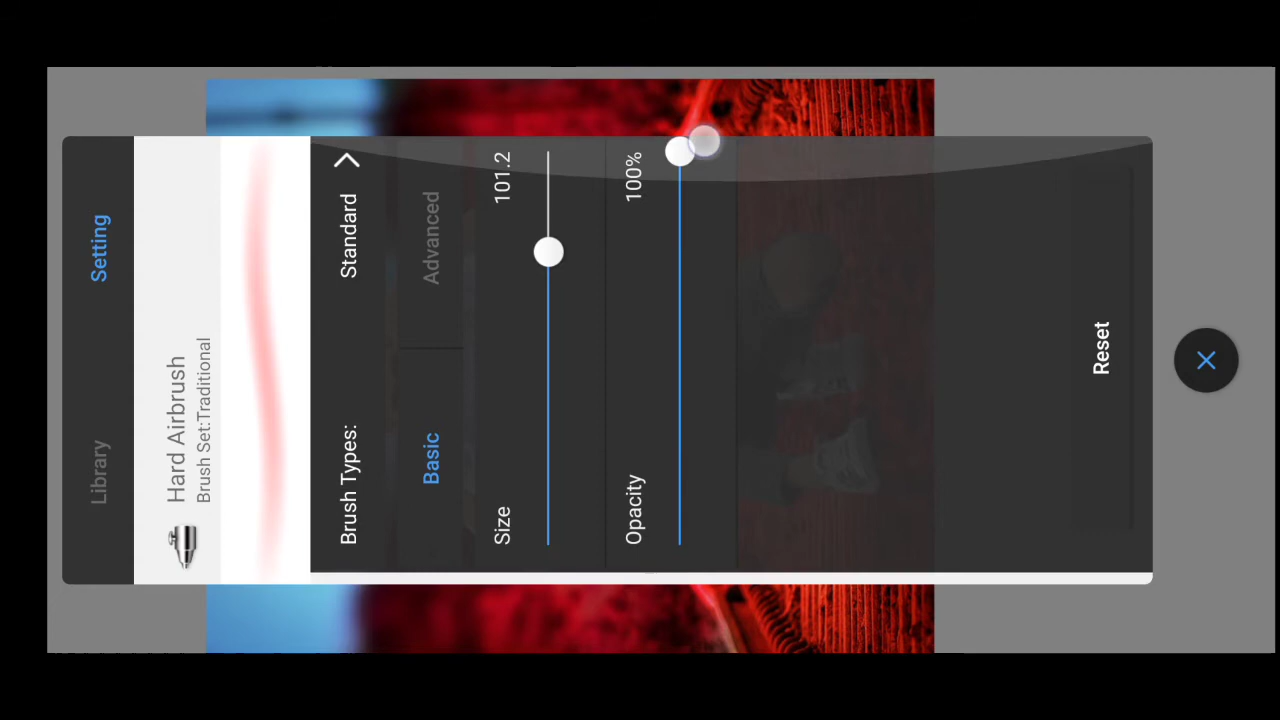 Library
Setting
Hard Airbrush
Brush Set:Traditional
Brush Types:
Standard
Basic
Advanced
Size
101.2
Opacity
100%
Reset